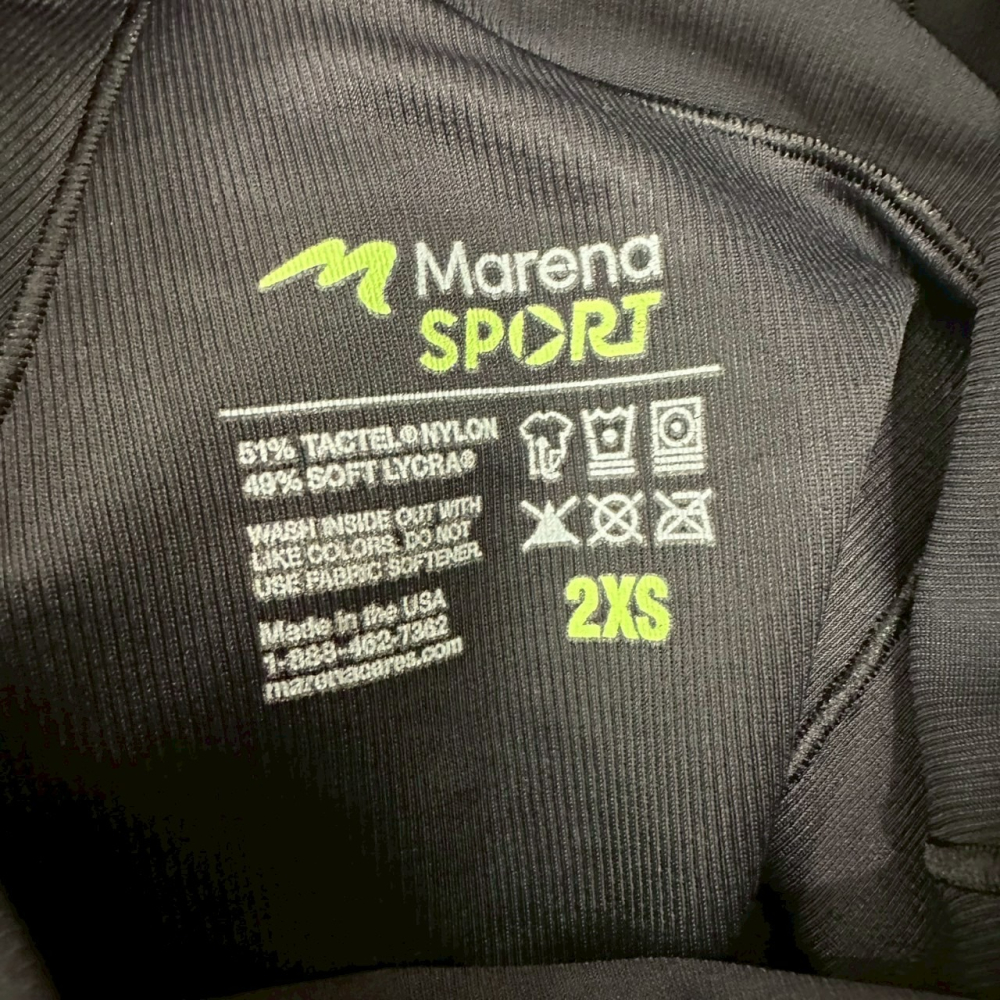 Marena
SPORT
51% TACTEL® NYLON
49% SOFT LYCRA®
WASH INSIDE OUT WITH
LIKE COLORS. DO NOT
USE FABRIC SOFTENER.
Made in the USA
1-888-462-7362
marenacares.com
2XS